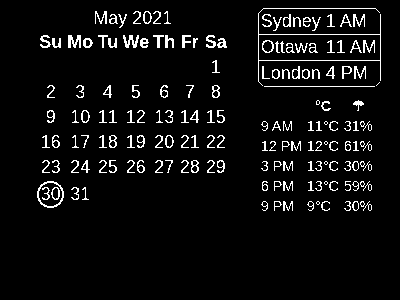 May 2021
Su Mo Tu We Th Fr Sa
1
2 3 4 5 6 7 8
9 10 11 12 13 14 15
16 17 18 19 20 21 22
23 24 25 26 27 28 29
30 31
Sydney 1 AM
Ottawa 11 AM
London 4 PM
°C ☂
9 AM 11°C 31%
12 PM 12°C 61%
3 PM 13°C 30%
6 PM 13°C 59%
9 PM 9°C 30%